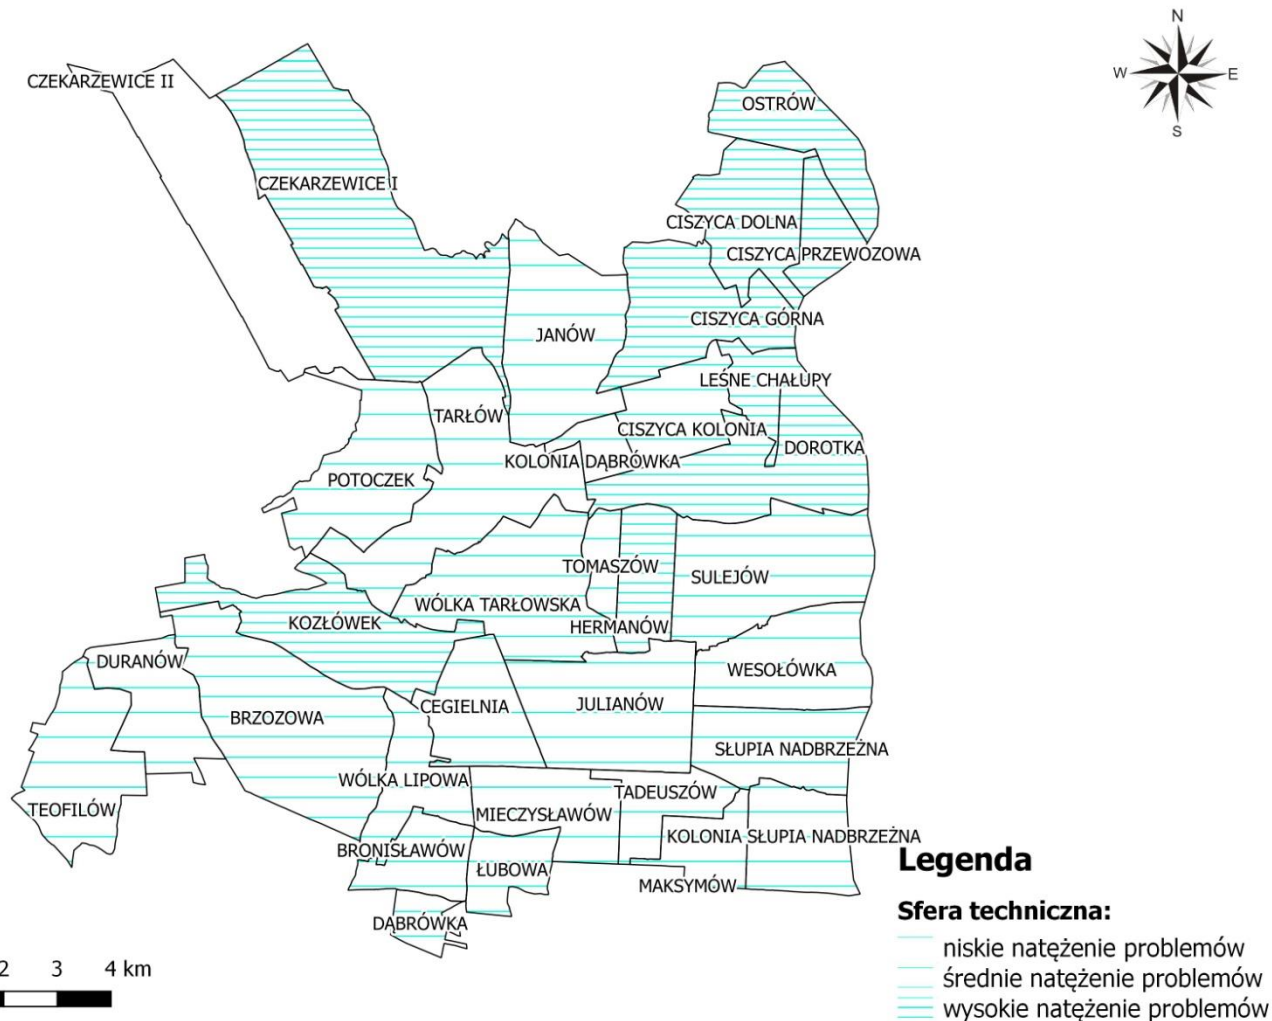 N
W E
S
CZEKARZEWICE II
OSTRÓW
CZEKARZEWICE I
CISZYCA DOLNA
CISZYCA PRZEWOZOWA
CISZYCA GÓRNA
JANÓW
LEŚNE CHAŁUPY
TARŁÓW
CISZYCA KOLONIA
DOROTKA
KOLONIA DĄBRÓWKA
POTOCZEK
TOMASZÓW
SULEJÓW
WÓLKA TARŁOWSKA
KOZŁÓWEK
HERMANÓW
DURANÓW
WESOŁÓWKA
CEGIELNIA
JULIANÓW
BRZOZOWA
SŁUPIA NADBRZEŻNA
WÓLKA LIPOWA
TADEUSZÓW
TEOFILÓW
MIECZYSŁAWÓW
KOLONIA SŁUPIA NADBRZEŻNA
BRONISŁAWÓW
ŁUBOWA
MAKSYMÓW
DĄBRÓWKA
2 3 4 km
Legenda
Sfera techniczna:
niskie natężenie problemów
średnie natężenie problemów
wysokie natężenie problemów